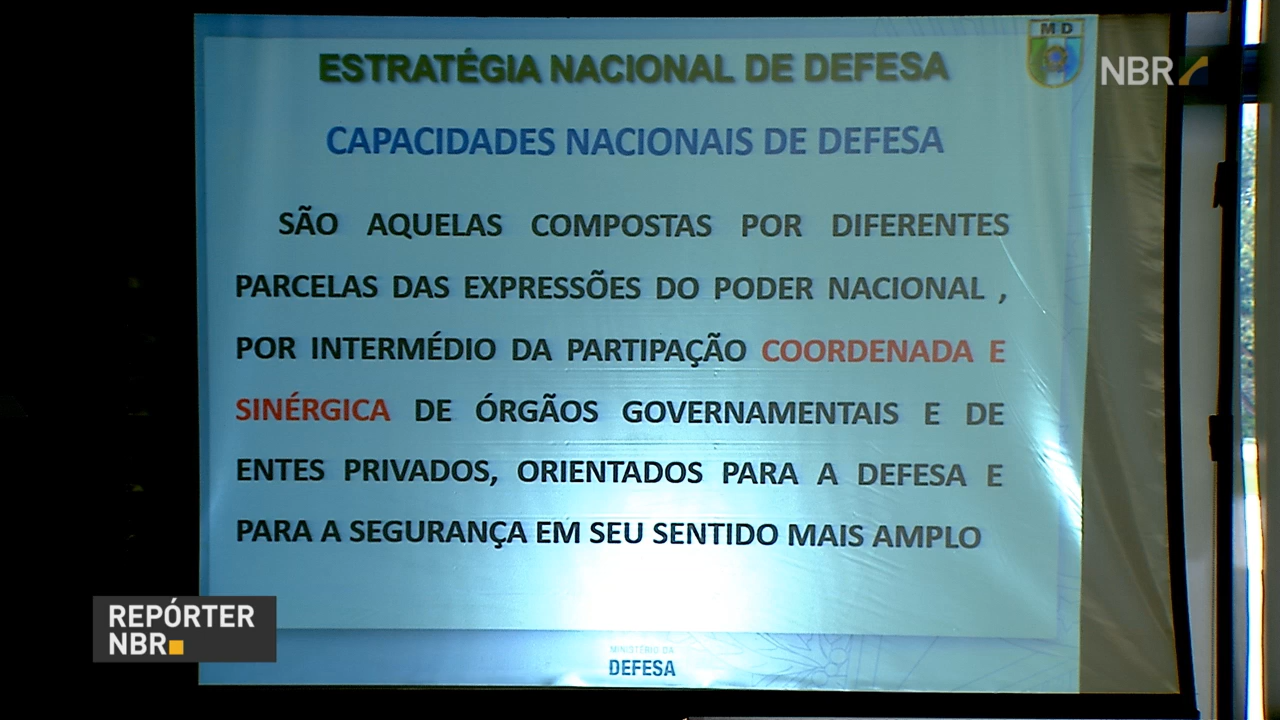 MD
NBR
ESTRATÉGIA NACIONAL DE DEFESA
CAPACIDADES NACIONAIS DE DEFESA
SÃO AQUELAS COMPOSTAS POR DIFERENTES
PARCELAS DAS EXPRESSÕES DO PODER NACIONAL ,
POR INTERMÉDIO DA PARTIPAÇÃO COORDENADA E
SINÉRGICA DE ÓRGÃOS GOVERNAMENTAIS E DE
ENTES PRIVADOS, ORIENTADOS PARA A DEFESA E
PARA A SEGURANÇA EM SEU SENTIDO MAIS AMPLO
REPÓRTER
NBR
MINISTÉRIO DA
DEFESA